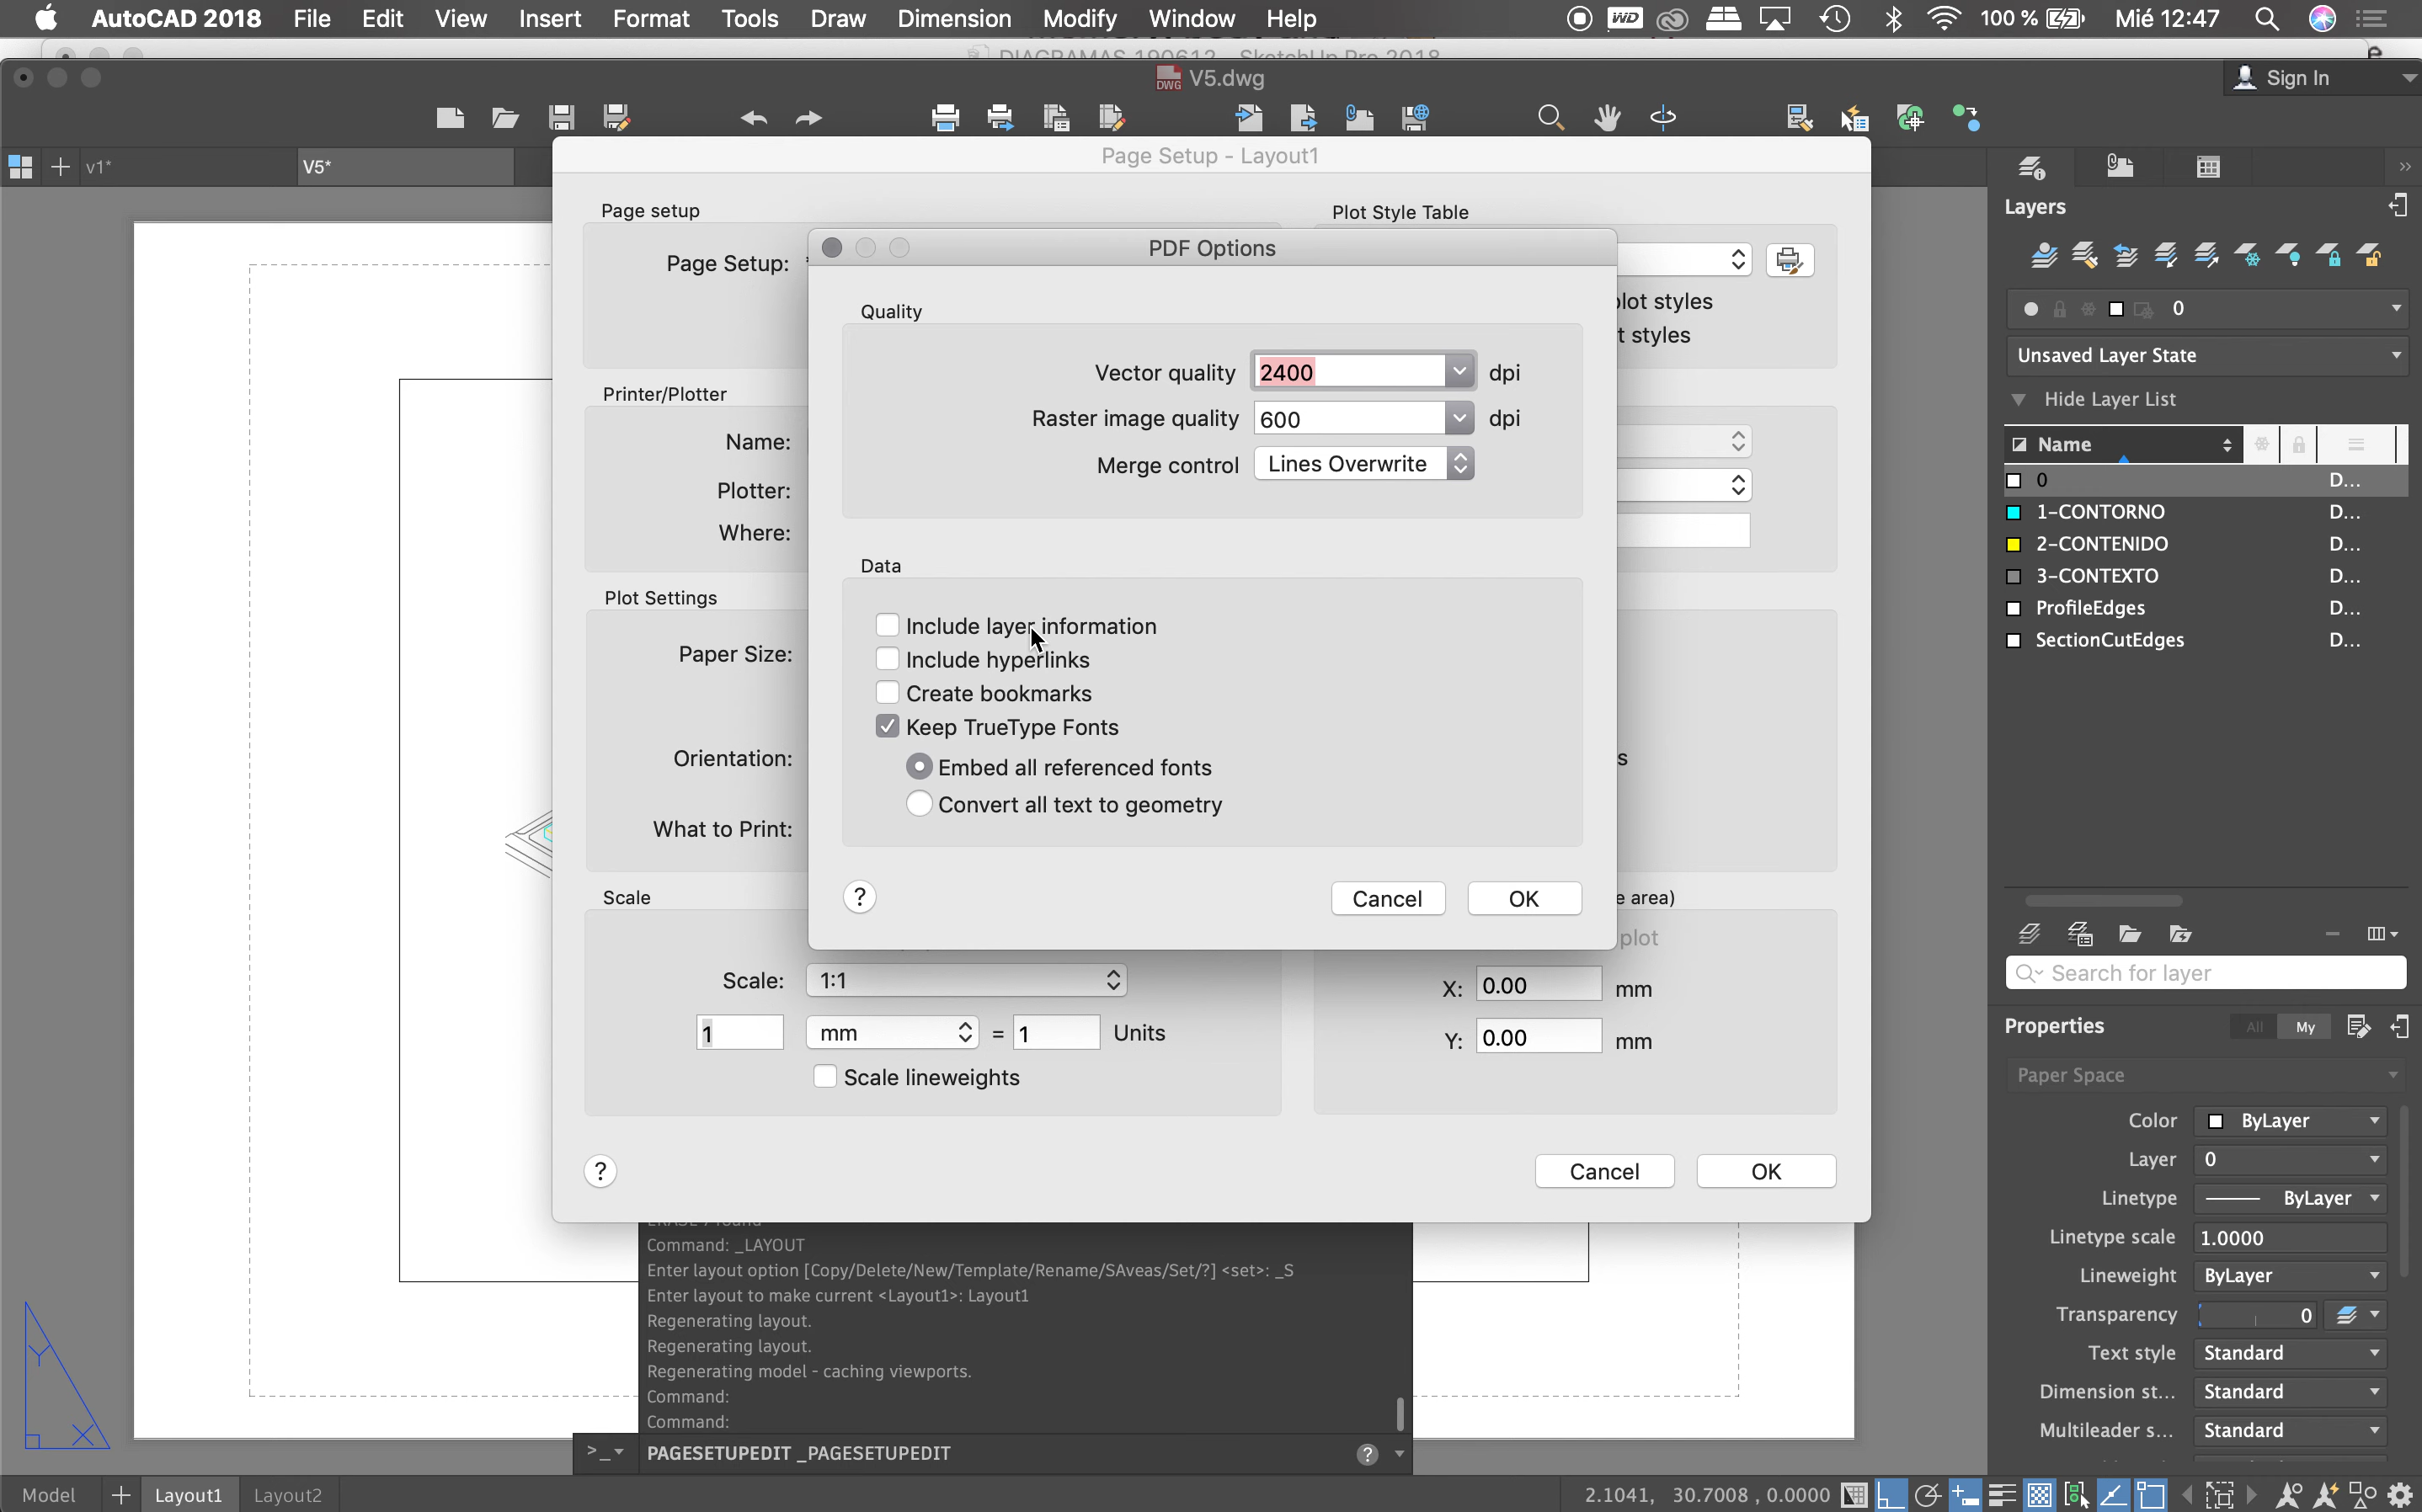 AutoCAD 2018 File Edit View Insert Format Tools Draw Dimension Modify Window Help 100 % Mié 12:47
DIAGRAMAS 190612 - SketchUp Pro 2018
V5.dwg
Sign In
v1*
V5*
Page Setup - Layout1
Page setup
Page Setup:
Plot Style Table
plot styles
t styles
Printer/Plotter
Name:
Plotter:
Where:
Plot Settings
Paper Size:
Orientation:
What to Print:
s
PDF Options
Quality
Vector quality 2400 dpi
Raster image quality 600 dpi
Merge control Lines Overwrite
Data
Include layer information
Include hyperlinks
Create bookmarks
Keep TrueType Fonts
Embed all referenced fonts
Convert all text to geometry
? Cancel OK
Scale
e area)
plot
Scale: 1:1
1 mm = 1 Units
Scale lineweights
X: 0.00 mm
Y: 0.00 mm
? Cancel OK
Command: _LAYOUT
Enter layout option [Copy/Delete/New/Template/Rename/SAveas/Set/?] <set>: _S
Enter layout to make current <Layout1>: Layout1
Regenerating layout.
Regenerating layout.
Regenerating model - caching viewports.
Command:
Command:
>_ PAGESETUPEDIT _PAGESETUPEDIT ?
Y
X
Layers
0
Unsaved Layer State
Hide Layer List
Name
0 D...
1-CONTORNO D...
2-CONTENIDO D...
3-CONTEXTO D...
ProfileEdges D...
SectionCutEdges D...
Search for layer
Properties All My
Paper Space
Color ByLayer
Layer 0
Linetype ByLayer
Linetype scale 1.0000
Lineweight ByLayer
Transparency 0
Text style Standard
Dimension st... Standard
Multileader s... Standard
Model Layout1 Layout2
2.1041, 30.7008 , 0.0000